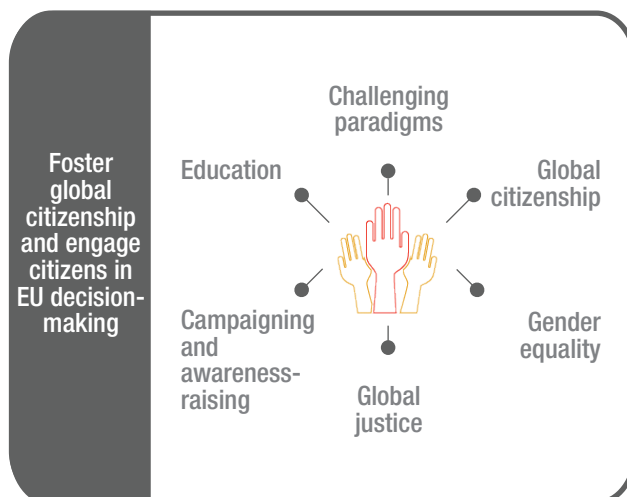 Foster
global
citizenship
and engage
citizens in
EU decision-
making
Challenging
paradigms
Education
Global
citizenship
Campaigning
and
awareness-
raising
Gender
equality
Global
justice